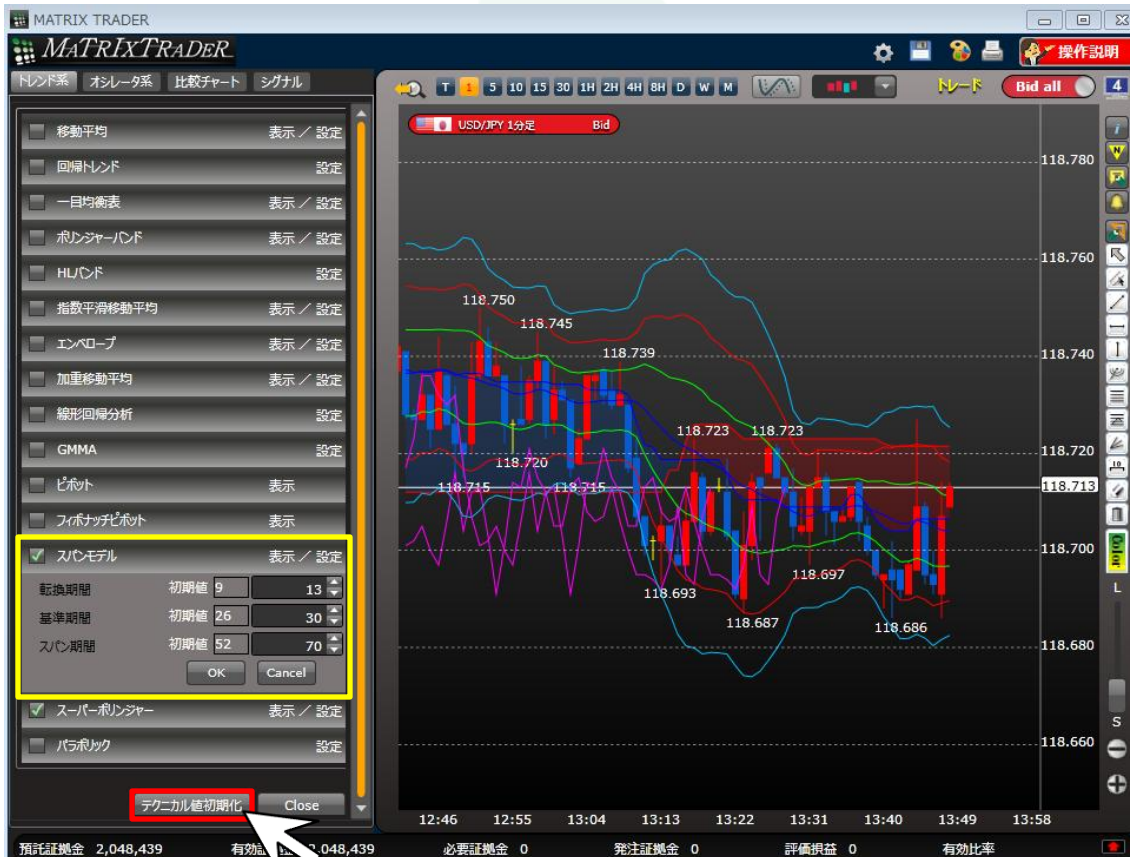 MATRIX TRADER
MATRIXTRADER
操作説明
トレンド系 オシレータ系 比較チャート シグナル
T 1 5 10 15 30 1H 2H 4H 8H D W M トレード Bid all 4
USD/JPY 1分足 Bid
移動平均 表示 / 設定
回帰トレンド 設定
一目均衡表 表示 / 設定
ボリンジャーバンド 表示 / 設定
HLバンド 設定
指数平滑移動平均 表示 / 設定
エンベロープ 表示 / 設定
加重移動平均 表示 / 設定
線形回帰分析 設定
GMMA 設定
ピボット 表示
フィボナッチピボット 表示
スパンモデル 表示 / 設定
転換期間 初期値 9 13
基準期間 初期値 26 30
スパン期間 初期値 52 70
OK Cancel
スーパーボリンジャー 表示 / 設定
パラボリック 設定
テクニカル値初期化 Close
118.780
118.760
118.750
118.745
118.739
118.740
118.723 118.723
118.720
118.720
118.715 118.715
118.713
118.700
118.697
118.693
118.687
118.686
118.680
118.660
Color
L
S
12:46 12:55 13:04 13:13 13:22 13:31 13:40 13:49 13:58
預託証拠金 2,048,439 有効 2,048,439 必要証拠金 0 発注証拠金 0 評価損益 0 有効比率